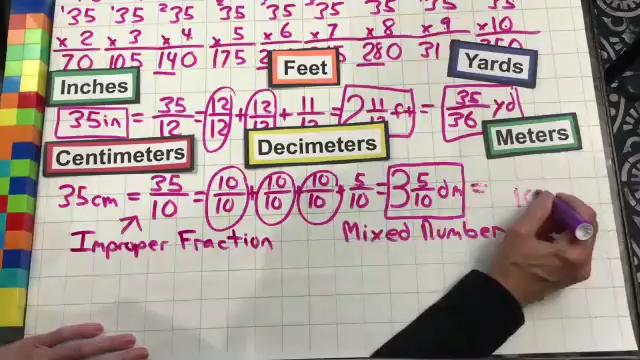 35 35 35 35 35 35 35 35
x 2 x 3 x 4 x 5 x 6 x 7 x 8 x 9 x 10
70 105 140 175 280 31
Inches Feet Yards
35in = 35/12 = 12/12 + 12/12 + 11/12 = 2 11/12 ft = 35/36 yd
Centimeters Decimeters Meters
35cm = 35/10 = 10/10 + 10/10 + 10/10 + 5/10 = 3 5/10 dm =
Improper Fraction Mixed Number